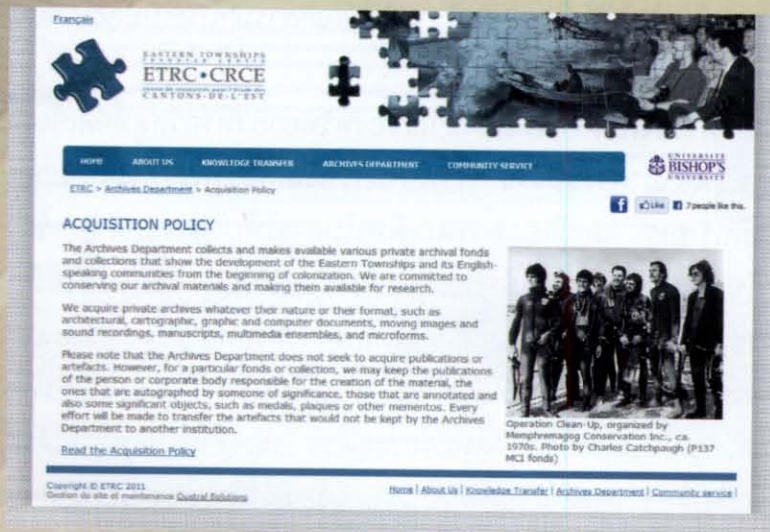 Français
EASTERN TOWNSHIPS
ETRC • CRCE
CANTONS-DE-L'EST
HOME ABOUT US KNOWLEDGE TRANSFER ARCHIVES DEPARTMENT COMMUNITY SERVICE
UNIVERSITÉ
BISHOP'S
UNIVERSITY
ETRC > Archives Department > Acquisition Policy
f Like 7 people like this.
ACQUISITION POLICY
The Archives Department collects and makes available various private archival fonds
and collections that show the development of the Eastern Townships and its English-
speaking communities from the beginning of colonization. We are committed to
conserving our archival materials and making them available for research.
We acquire private archives whatever their nature or their format, such as
architectural, cartographic, graphic and computer documents, moving images and
sound recordings, manuscripts, multimedia ensembles, and microforms.
Please note that the Archives Department does not seek to acquire publications or
artefacts. However, for a particular fonds or collection, we may keep the publications
of the person or corporate body responsible for the creation of the material, the
ones that are autographed by someone of significance, those that are annotated and
also some significant objects, such as medals, plaques or other mementos. Every
effort will be made to transfer the artefacts that would not be kept by the Archives
Department to another institution.
Read the Acquisition Policy
Operation Clean-Up, organized by
Memphremagog Conservation Inc., ca.
1970s. Photo by Charles Catchpaugh (P137
MCI fonds)
Copyright © ETRC 2011
Gestion du site et maintenance Qustral Solutions
Home | About Us | Knowledge Transfer | Archives Department | Community service |